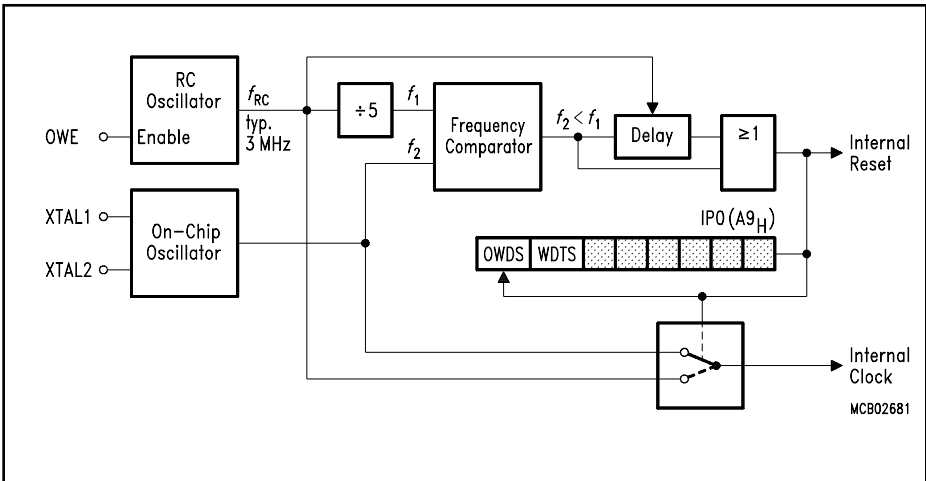 RC
Oscillator
Enable
OWE
fRC
typ.
3 MHz
÷5
f1
f2
Frequency
Comparator
f2 < f1
Delay
≥1
Internal
Reset
XTAL1
XTAL2
On-Chip
Oscillator
IP0 (A9H)
OWDS WDTS
Internal
Clock
MCB02681